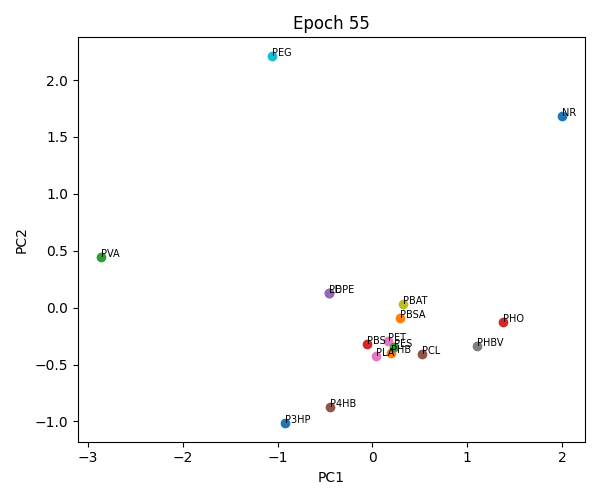 Epoch 55
PEG
NR
PVA
LDPE
PBAT
PBSA
PHO
PBS
PET
PES
PHB
PLA
PCL
PHBV
P4HB
P3HP
2.0
1.5
1.0
0.5
0.0
−0.5
−1.0
PC2
−3
−2
−1
0
1
2
PC1